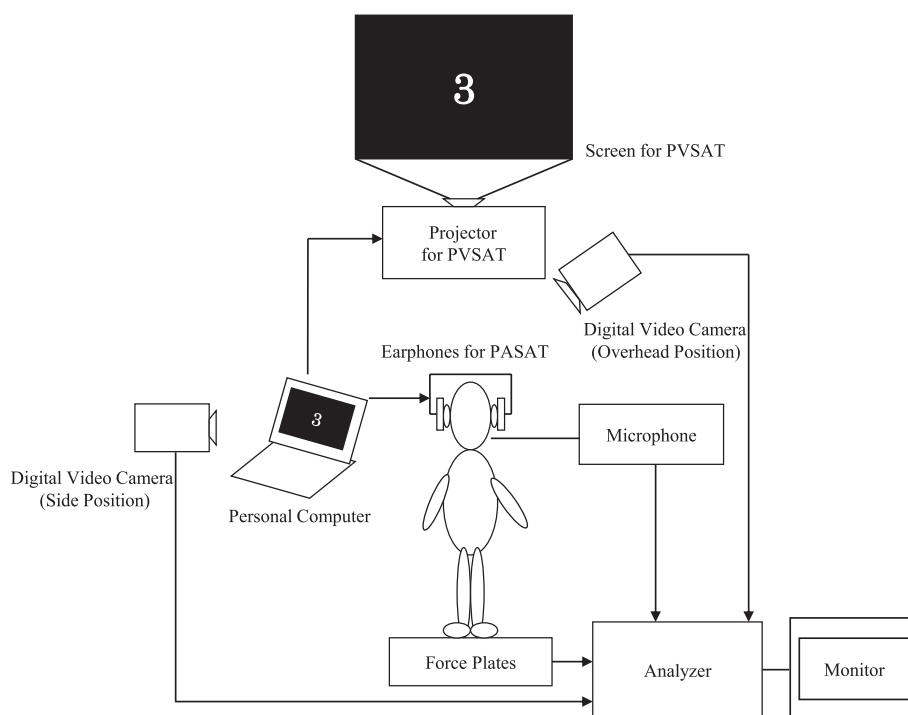 3
Screen for PVSAT
Projector
for PVSAT
Digital Video Camera
(Overhead Position)
Earphones for PASAT
3
Microphone
Digital Video Camera
(Side Position)
Personal Computer
Force Plates
Analyzer
Monitor